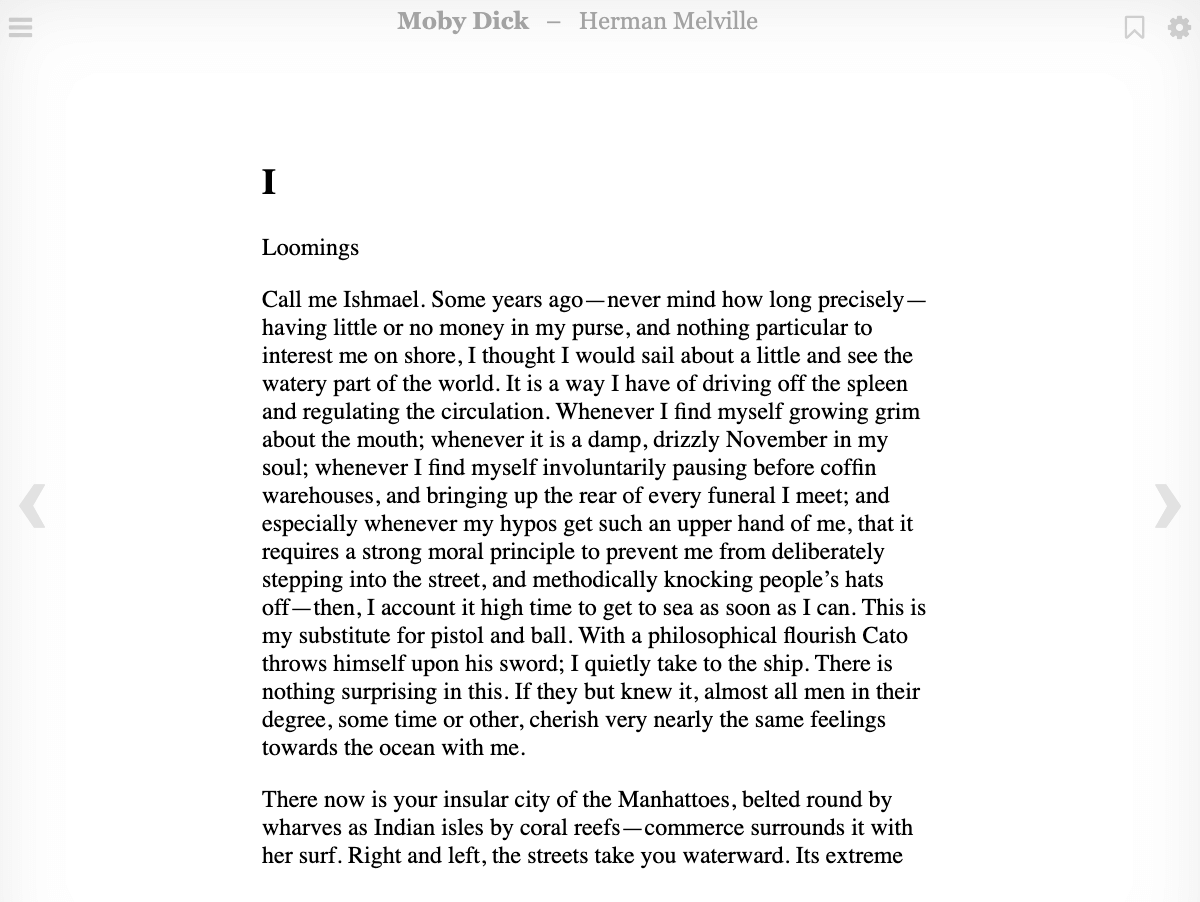 Moby Dick – Herman Melville
I
Loomings
Call me Ishmael. Some years ago—never mind how long precisely—
having little or no money in my purse, and nothing particular to
interest me on shore, I thought I would sail about a little and see the
watery part of the world. It is a way I have of driving off the spleen
and regulating the circulation. Whenever I find myself growing grim
about the mouth; whenever it is a damp, drizzly November in my
soul; whenever I find myself involuntarily pausing before coffin
warehouses, and bringing up the rear of every funeral I meet; and
especially whenever my hypos get such an upper hand of me, that it
requires a strong moral principle to prevent me from deliberately
stepping into the street, and methodically knocking people’s hats
off—then, I account it high time to get to sea as soon as I can. This is
my substitute for pistol and ball. With a philosophical flourish Cato
throws himself upon his sword; I quietly take to the ship. There is
nothing surprising in this. If they but knew it, almost all men in their
degree, some time or other, cherish very nearly the same feelings
towards the ocean with me.
There now is your insular city of the Manhattoes, belted round by
wharves as Indian isles by coral reefs—commerce surrounds it with
her surf. Right and left, the streets take you waterward. Its extreme